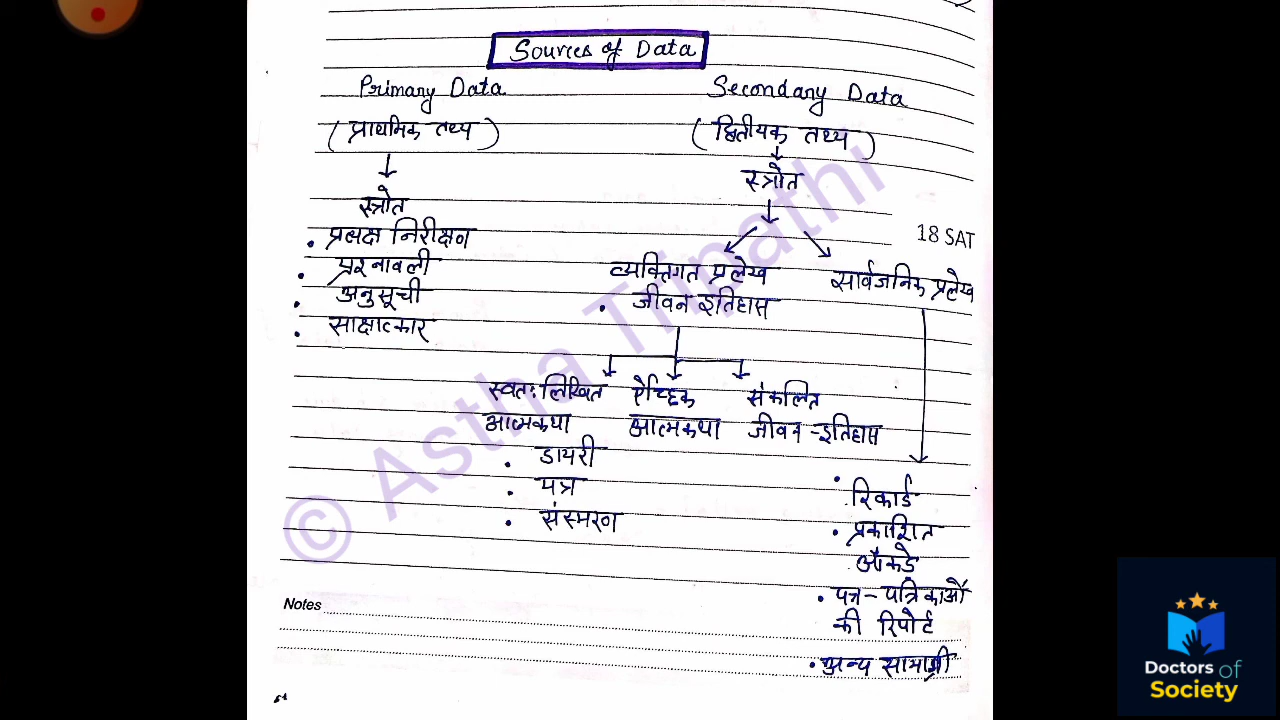 Sources of Data
Primary Data
(प्राथमिक तथ्य)
स्त्रोत
• प्रत्यक्ष निरीक्षण
• प्रश्नावली
• अनुसूची
• साक्षात्कार
Secondary Data
(द्वितीयक तथ्य)
स्त्रोत
18 SAT
व्यक्तिगत प्रलेख
• जीवन इतिहास
स्वतः लिखित
आत्मकथा
ऐच्छिक
आत्मकथा
संकलित
जीवन-इतिहास
• डायरी
• पत्र
• संस्मरण
सार्वजनिक प्रलेख
• रिकार्ड
• प्रकाशित
आँकड़े
• पत्र-पत्रिकाओं
की रिपोर्ट
• अन्य सामाग्री
Notes
© Astha Tripathi
Doctors of
Society